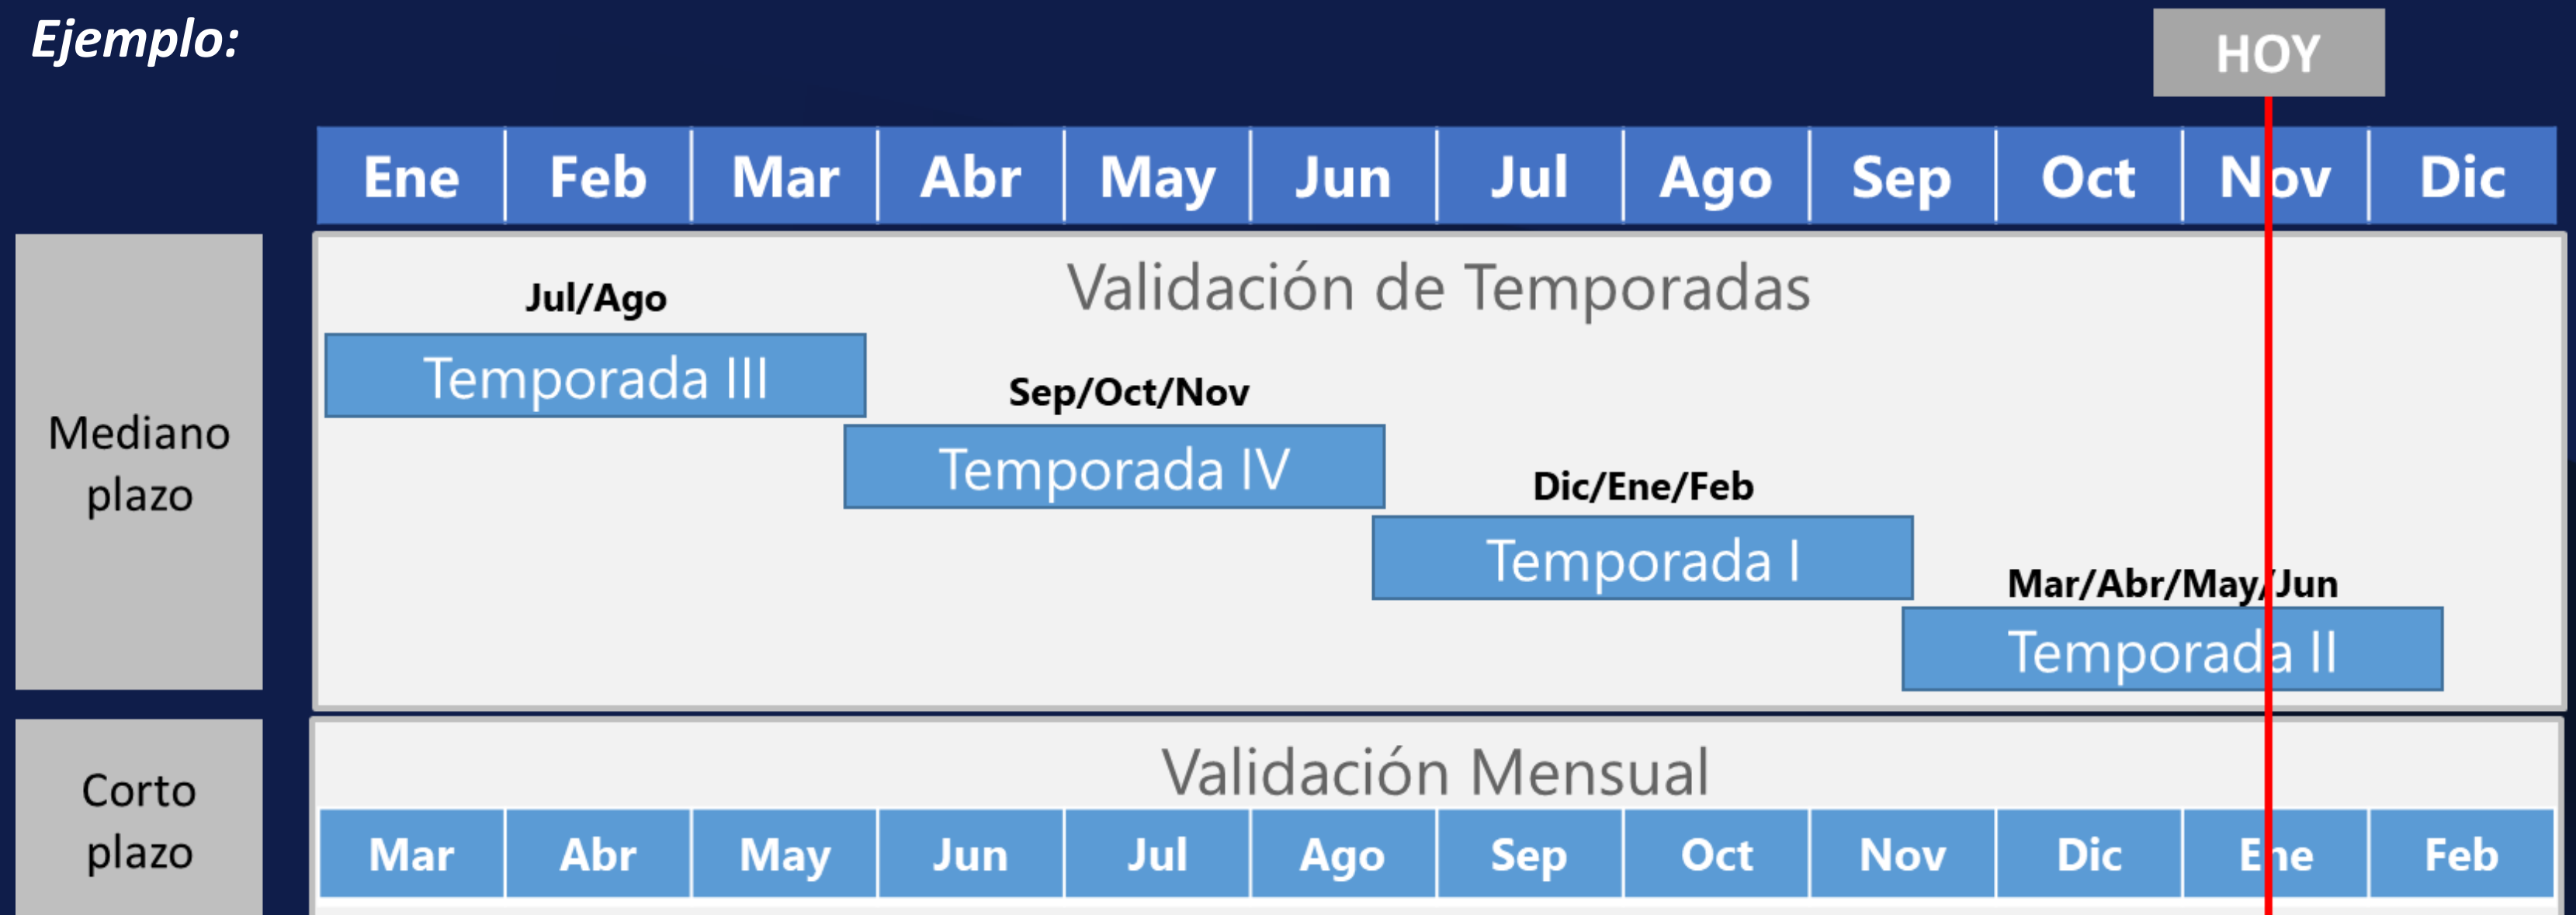 Ejemplo:
HOY
Ene Feb Mar Abr May Jun Jul Ago Sep Oct Nov Dic
Mediano
plazo
Validación de Temporadas
Jul/Ago
Temporada III
Sep/Oct/Nov
Temporada IV
Dic/Ene/Feb
Temporada I
Mar/Abr/May/Jun
Temporada II
Corto
plazo
Validación Mensual
Mar Abr May Jun Jul Ago Sep Oct Nov Dic Ene Feb